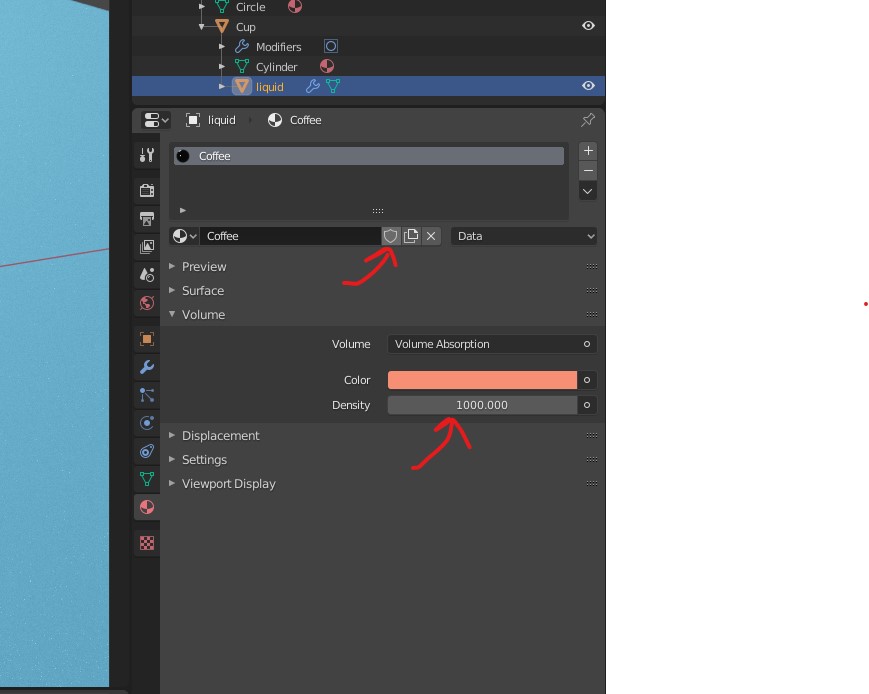 Circle
Cup
Modifiers
Cylinder
liquid
liquid Coffee
Coffee
Coffee Data
Preview
Surface
Volume
Volume Volume Absorption
Color
Density 1000.000
Displacement
Settings
Viewport Display